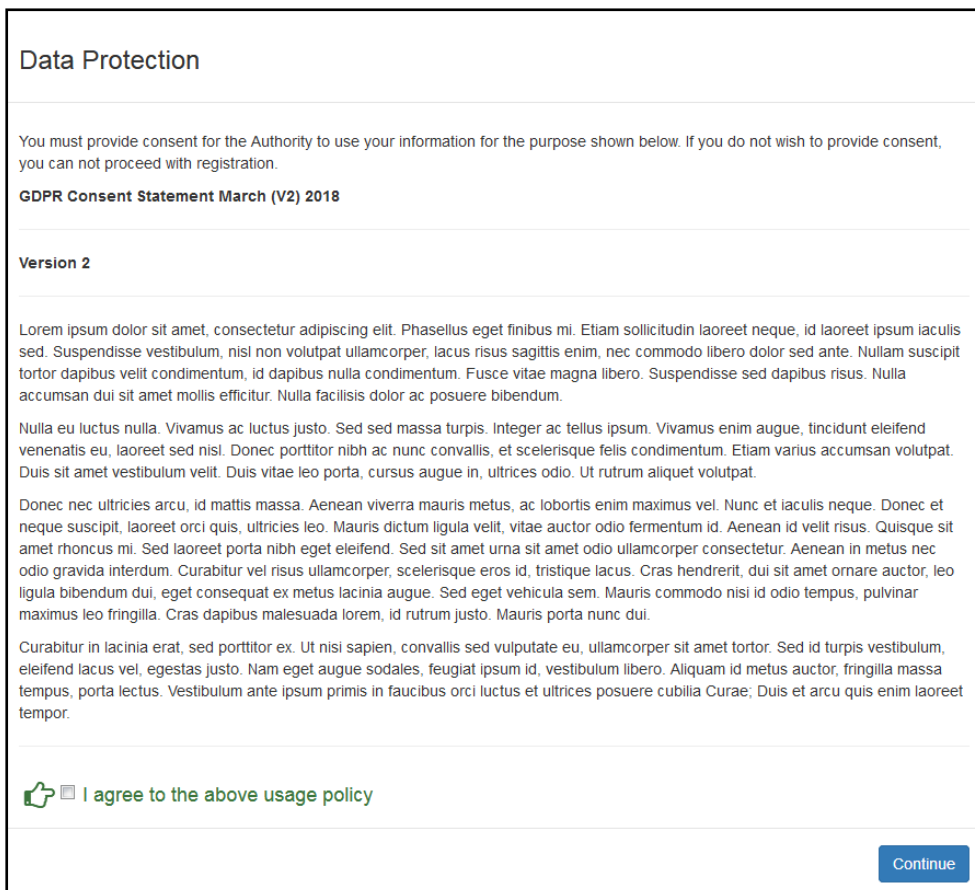 Data Protection
You must provide consent for the Authority to use your information for the purpose shown below. If you do not wish to provide consent,
you can not proceed with registration.
GDPR Consent Statement March (V2) 2018
Version 2
Lorem ipsum dolor sit amet, consectetur adipiscing elit. Phasellus eget finibus mi. Etiam sollicitudin laoreet neque, id laoreet ipsum iaculis
sed. Suspendisse vestibulum, nisl non volutpat ullamcorper, lacus risus sagittis enim, nec commodo libero dolor sed ante. Nullam suscipit
tortor dapibus velit condimentum, id dapibus nulla condimentum. Fusce vitae magna libero. Suspendisse sed dapibus risus. Nulla
accumsan dui sit amet mollis efficitur. Nulla facilisis dolor ac posuere bibendum.
Nulla eu luctus nulla. Vivamus ac luctus justo. Sed sed massa turpis. Integer ac tellus ipsum. Vivamus enim augue, tincidunt eleifend
venenatis eu, laoreet sed nisl. Donec porttitor nibh ac nunc convallis, et scelerisque felis condimentum. Etiam varius accumsan volutpat.
Duis sit amet vestibulum velit. Duis vitae leo porta, cursus augue in, ultrices odio. Ut rutrum aliquet volutpat.
Donec nec ultricies arcu, id mattis massa. Aenean viverra mauris metus, ac lobortis enim maximus vel. Nunc et iaculis neque. Donec et
neque suscipit, laoreet orci quis, ultricies leo. Mauris dictum ligula velit, vitae auctor odio fermentum id. Aenean id velit risus. Quisque sit
amet rhoncus mi. Sed laoreet porta nibh eget eleifend. Sed sit amet urna sit amet odio ullamcorper consectetur. Aenean in metus nec
odio gravida interdum. Curabitur vel risus ullamcorper, scelerisque eros id, tristique lacus. Cras hendrerit, dui sit amet ornare auctor, leo
ligula bibendum dui, eget consequat ex metus lacinia augue. Sed eget vehicula sem. Mauris commodo nisi id odio tempus, pulvinar
maximus leo fringilla. Cras dapibus malesuada lorem, id rutrum justo. Mauris porta nunc dui.
Curabitur in lacinia erat, sed porttitor ex. Ut nisi sapien, convallis sed vulputate eu, ullamcorper sit amet tortor. Sed id turpis vestibulum,
eleifend lacus vel, egestas justo. Nam eget augue sodales, feugiat ipsum id, vestibulum libero. Aliquam id metus auctor, fringilla massa
tempus, porta lectus. Vestibulum ante ipsum primis in faucibus orci luctus et ultrices posuere cubilia Curae; Duis et arcu quis enim laoreet
tempor.
I agree to the above usage policy
Continue